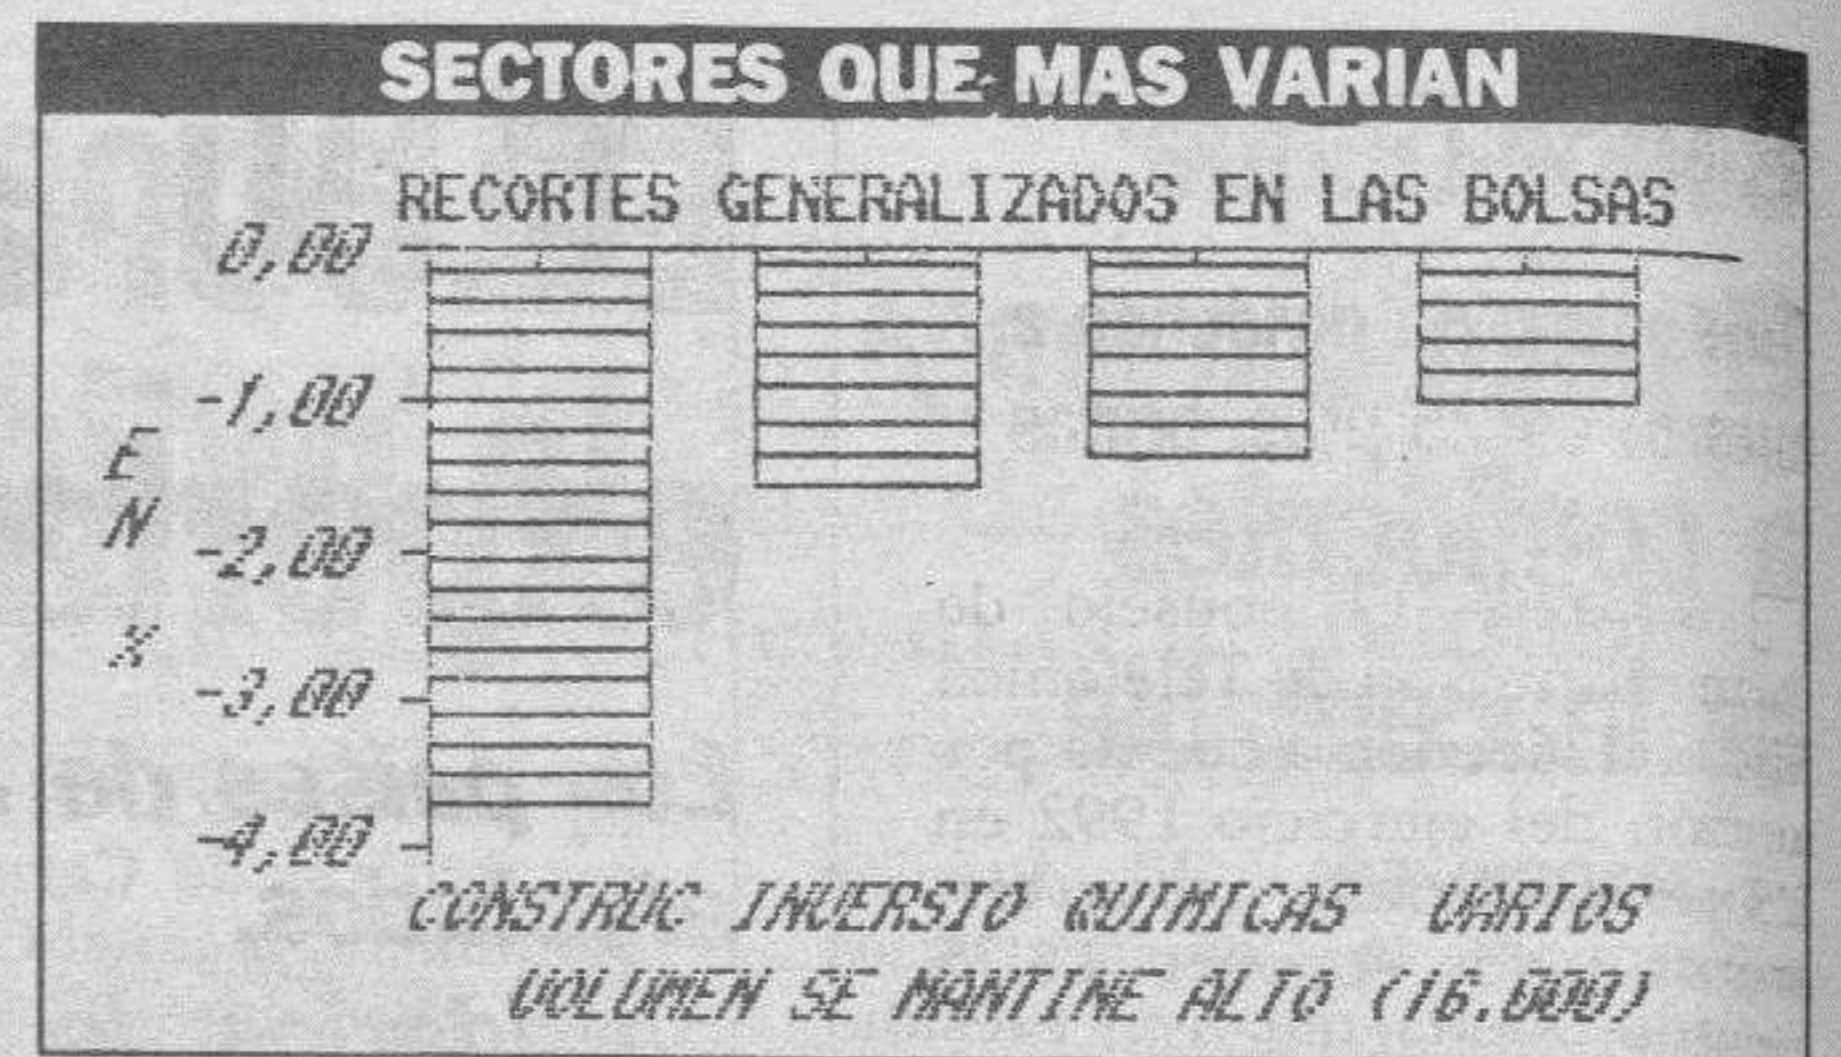 SECTORES QUE MAS VARIAN
RECORTES GENERALIZADOS EN LAS BOLSAS
0,00
-1,00
-2,00
-3,00
-4,00
EN %
CONSTRUC INVERSIO QUIMICAS VARIOS
VOLUMEN SE MANTINE ALTO (16.000)